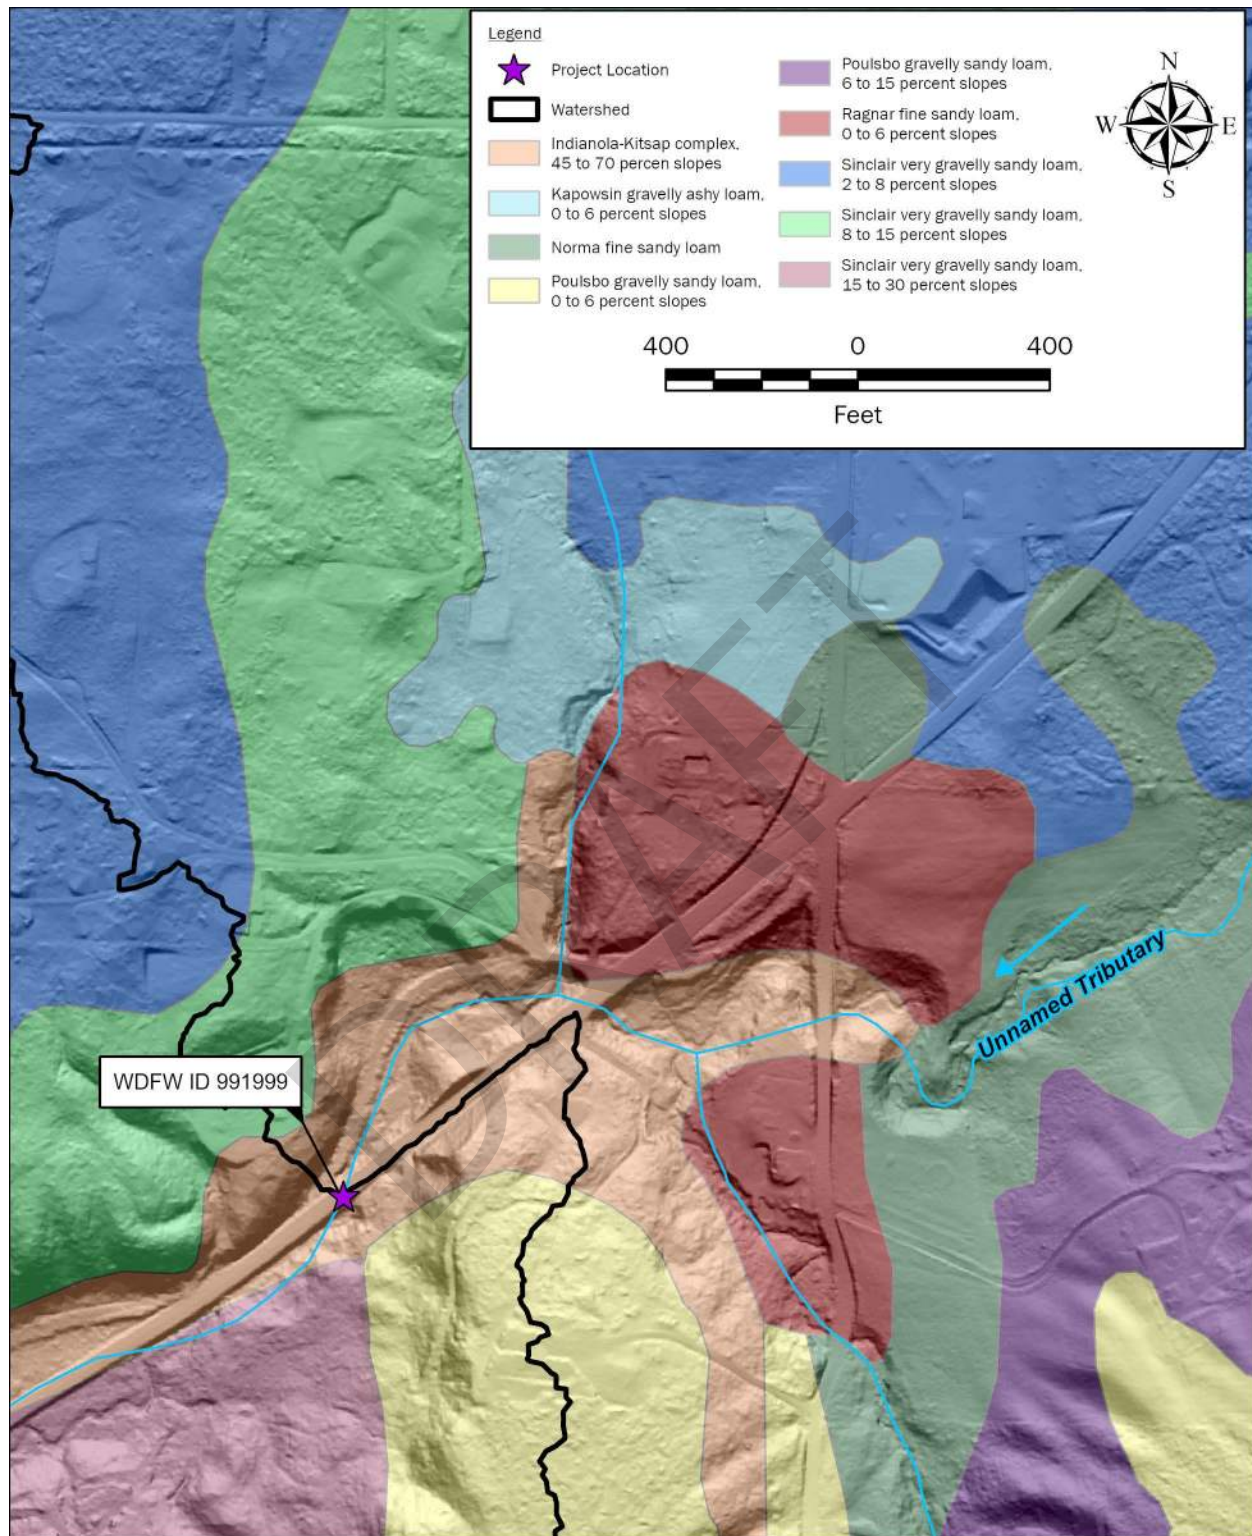 Legend
Project Location
Watershed
Indianola-Kitsap complex,
45 to 70 percen slopes
Kapowsin gravelly ashy loam,
0 to 6 percent slopes
Norma fine sandy loam
Poulsbo gravelly sandy loam,
0 to 6 percent slopes
Poulsbo gravelly sandy loam,
6 to 15 percent slopes
Ragnar fine sandy loam,
0 to 6 percent slopes
Sinclair very gravelly sandy loam,
2 to 8 percent slopes
Sinclair very gravelly sandy loam,
8 to 15 percent slopes
Sinclair very gravelly sandy loam,
15 to 30 percent slopes
N
W E
S
400 0 400
Feet
DRAFT
Unnamed Tributary
WDFW ID 991999